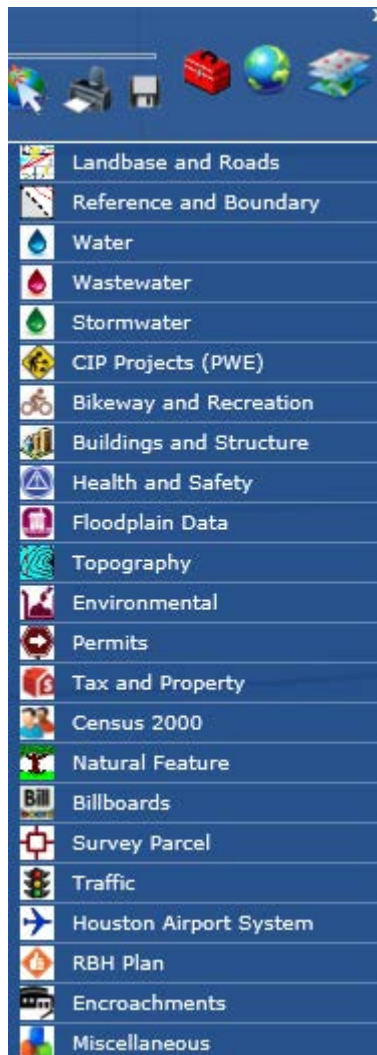 Landbase and Roads
Reference and Boundary
Water
Wastewater
Stormwater
CIP Projects (PWE)
Bikeway and Recreation
Buildings and Structure
Health and Safety
Floodplain Data
Topography
Environmental
Permits
Tax and Property
Census 2000
Natural Feature
Bill
Billboards
Survey Parcel
Traffic
Houston Airport System
RBH Plan
Encroachments
Miscellaneous